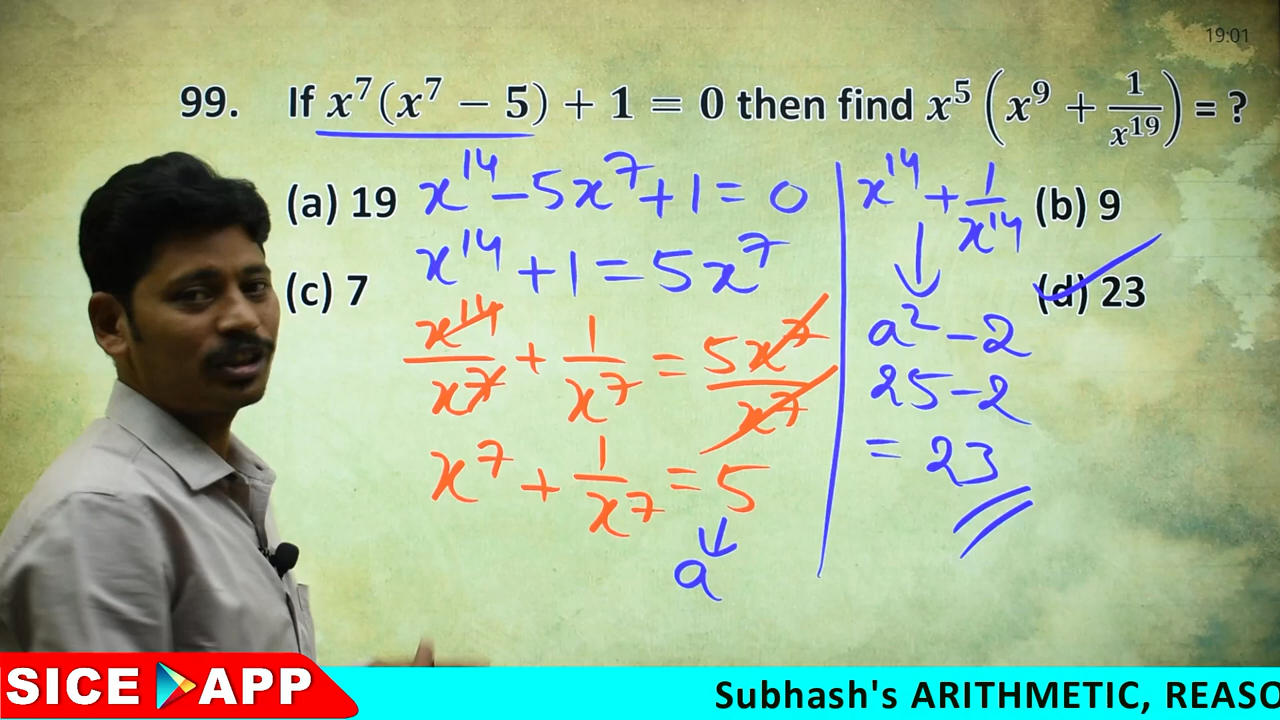 19:01
99. If x⁷(x⁷ − 5) + 1 = 0 then find x⁵ (x⁹ + 1/x¹⁹) = ?
(a) 19
(b) 9
(c) 7
(d) 23
x¹⁴ − 5x⁷ + 1 = 0
x¹⁴ + 1 = 5x⁷
x¹⁴/x⁷ + 1/x⁷ = 5x⁷/x⁷
x⁷ + 1/x⁷ = 5
a
x¹⁴ + 1/x¹⁴
a² − 2
25 − 2
= 23
SICE APP
Subhash's ARITHMETIC, REASO